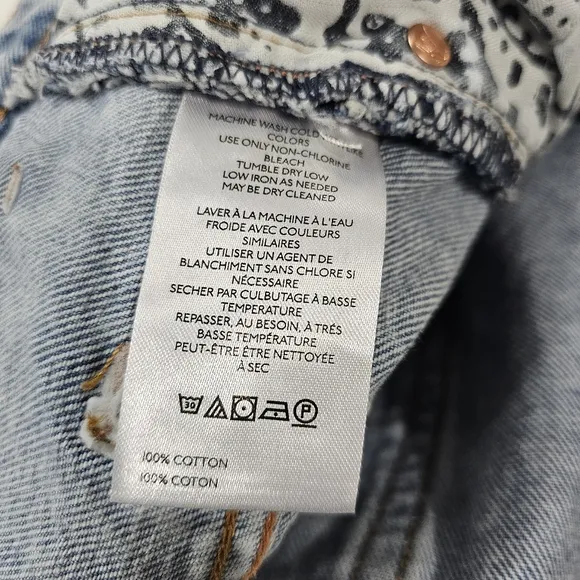 MACHINE WASH COLD
COLORS
USE ONLY NON-CHLORINE
BLEACH
TUMBLE DRY LOW
LOW IRON AS NEEDED
MAY BE DRY CLEANED
LAVER À LA MACHINE À L'EAU
FROIDE AVEC COULEURS
SIMILAIRES
UTILISER UN AGENT DE
BLANCHIMENT SANS CHLORE SI
NÉCESSAIRE
SECHER PAR CULBUTAGE À BASSE
TEMPERATURE
REPASSER, AU BESOIN, À TRÉS
BASSE TEMPÉRATURE
PEUT-ÊTRE ÊTRE NETTOYÉE
À SEC
30 P
100% COTTON
100% COTON